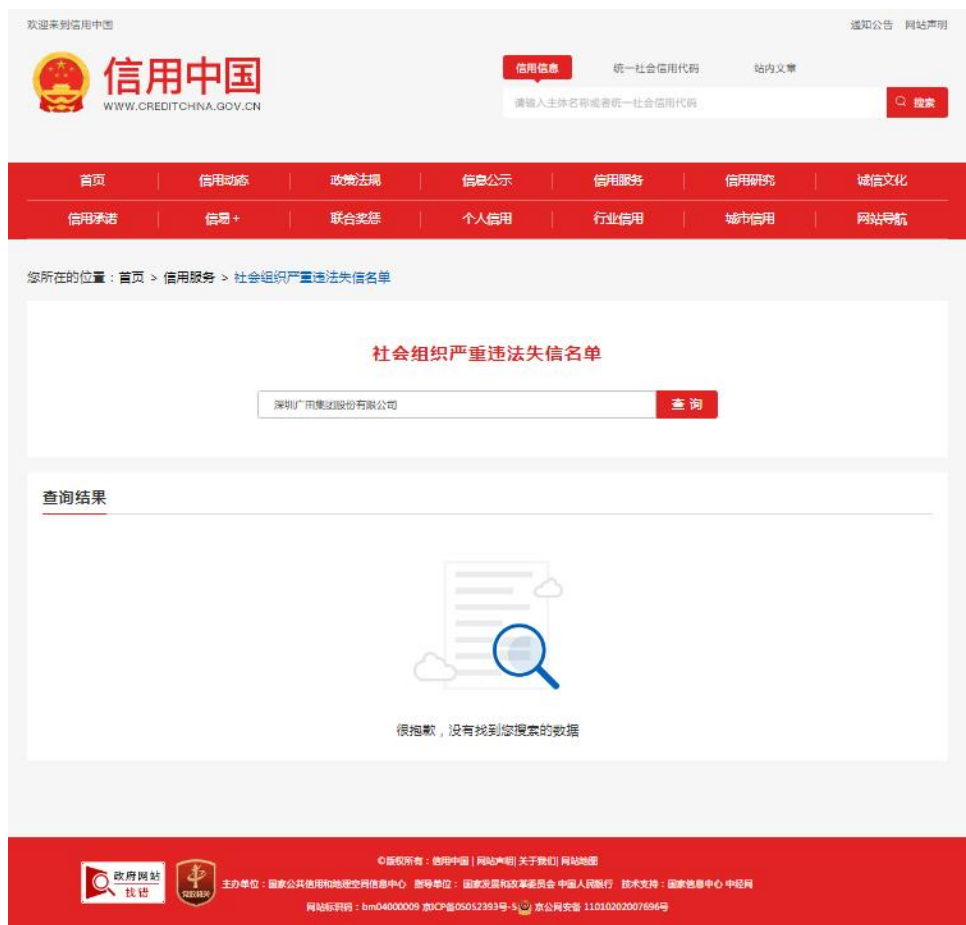 欢迎来到信用中国
通知公告 网站声明
信用中国
WWW.CREDITCHINA.GOV.CN
信用信息 统一社会信用代码 站内文章
请输入主体名称或者统一社会信用代码
搜索
首页 信用动态 政策法规 信息公示 信用服务 信用研究 诚信文化
信用承诺 信易+ 联合奖惩 个人信用 行业信用 城市信用 网站导航
您所在的位置：首页 > 信用服务 > 社会组织严重违法失信名单
社会组织严重违法失信名单
深圳广田集团股份有限公司
查询
查询结果
很抱歉，没有找到您搜索的数据
©版权所有：信用中国 | 网站声明| 关于我们| 网站地图
政府网站
找错
党政机关
主办单位：国家公共信用和地理空间信息中心 指导单位：国家发展和改革委员会 中国人民银行 技术支持：国家信息中心 中经网
网站标识码：bm04000009 京ICP备05052393号-5 京公网安备 11010202007696号